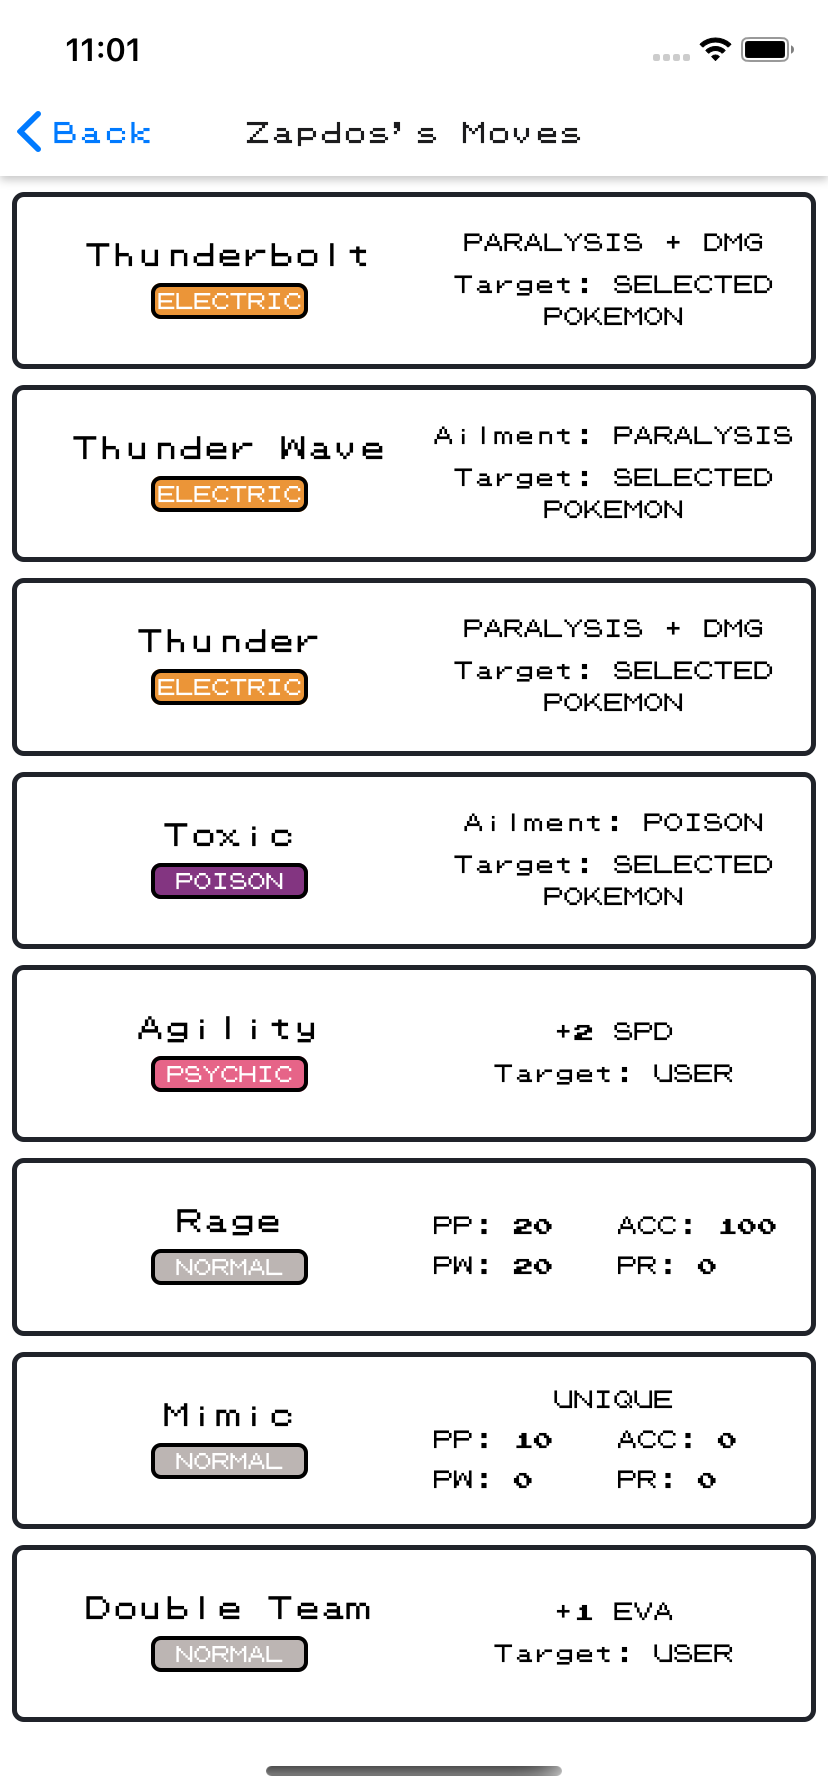 11:01
Back
Zapdos's Moves
Thunderbolt
ELECTRIC
PARALYSIS + DMG
Target: SELECTED
POKEMON
Thunder Wave
ELECTRIC
Ailment: PARALYSIS
Target: SELECTED
POKEMON
Thunder
ELECTRIC
PARALYSIS + DMG
Target: SELECTED
POKEMON
Toxic
POISON
Ailment: POISON
Target: SELECTED
POKEMON
Agility
PSYCHIC
+2 SPD
Target: USER
Rage
NORMAL
PP: 20 ACC: 100
PW: 20 PR: 0
Mimic
NORMAL
UNIQUE
PP: 10 ACC: 0
PW: 0 PR: 0
Double Team
NORMAL
+1 EVA
Target: USER